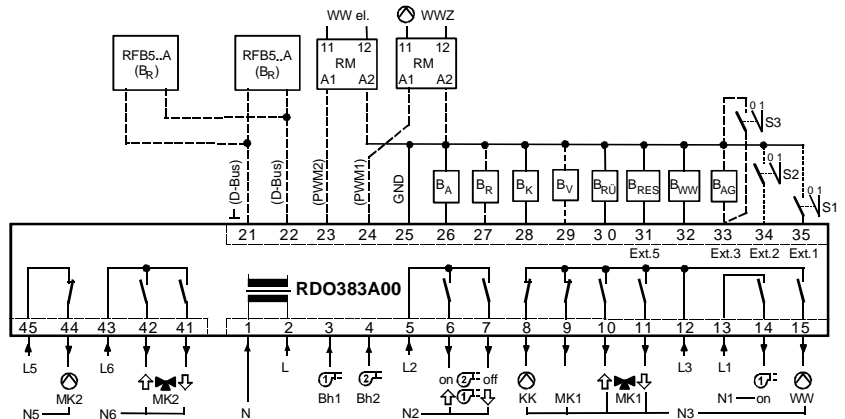 WW el. WWZ
RFB5..A
(BR)
RFB5..A
(BR)
11 12
RM
A1 A2
11 12
RM
A1 A2
0 1
S3
0 1
S2
0 1
S1
(D-Bus) (D-Bus) (PWM2) (PWM1) GND
BA BR BK BV BRÜ BRES BWW BAG
21 22 23 24 25 26 27 28 29 30 31 32 33 34 35
Ext.5 Ext.3 Ext.2 Ext.1
RDO383A00
45 44 43 42 41 1 2 3 4 5 6 7 8 9 10 11 12 13 14 15
L5 L6 L L2 on 2 off L3 L1 1
MK2 MK2 1 Bh1 2 Bh2 1 KK MK1 MK1 WW
N5 N6 N N2 N3 N1 on